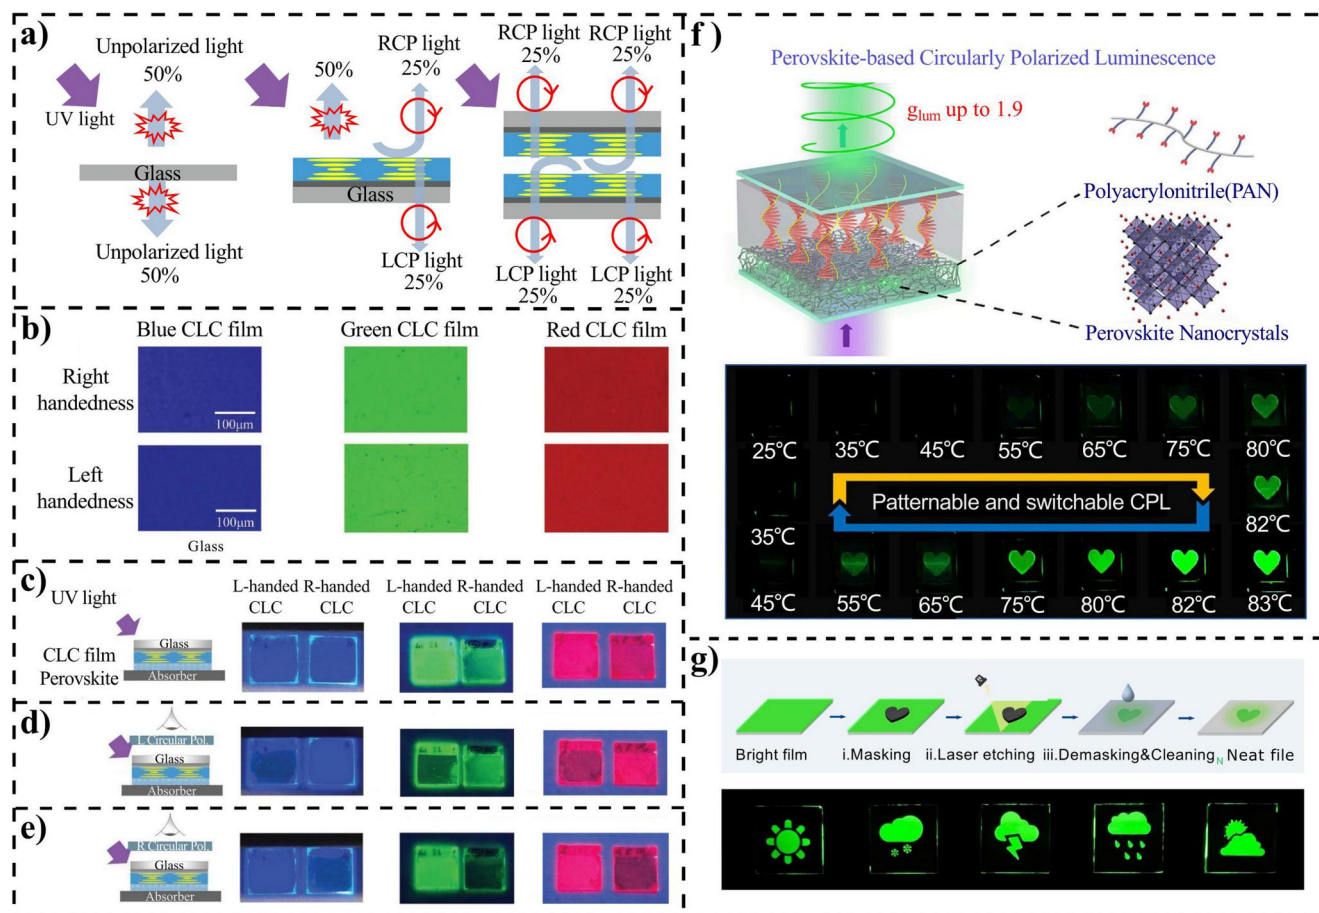 a)
Unpolarized light
50%
UV light
Glass
Unpolarized light
50%
50%
RCP light
25%
Glass
LCP light
25%
RCP light
25%
RCP light
25%
LCP light
25%
LCP light
25%
b)
Blue CLC film
Green CLC film
Red CLC film
Right
handedness
100μm
Left
handedness
100μm
Glass
c)
UV light
Glass
CLC film
Perovskite
Absorber
L-handed
CLC
R-handed
CLC
L-handed
CLC
R-handed
CLC
L-handed
CLC
R-handed
CLC
d)
L Circular Pol.
Glass
Absorber
e)
R Circular Pol.
Glass
Absorber
f )
Perovskite-based Circularly Polarized Luminescence
glum up to 1.9
Polyacrylonitrile(PAN)
Perovskite Nanocrystals
25℃
35℃
45℃
55℃
65℃
75℃
80℃
Patternable and switchable CPL
35℃
82℃
45℃
55℃
65℃
75℃
80℃
82℃
83℃
g)
Bright film
i.Masking
ii.Laser etching
iii.Demasking&Cleaning
N
Neat file